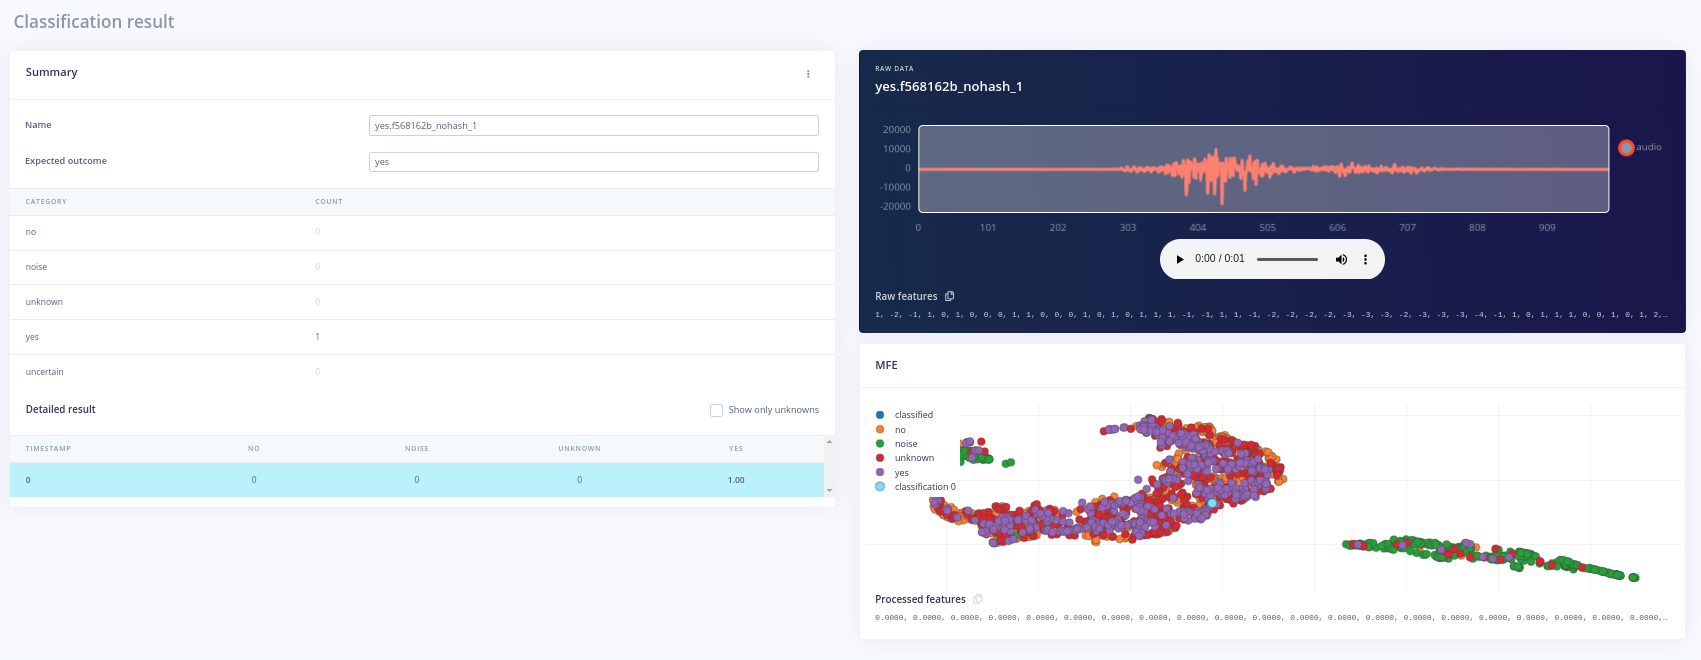 Classification result
Summary
Name
yes.f568162b_nohash_1
Expected outcome
yes
CATEGORY COUNT
no 0
noise 0
unknown 0
yes 1
uncertain 0
Detailed result
Show only unknowns
TIMESTAMP NO NOISE UNKNOWN YES
0 0 0 0 1.00
RAW DATA
yes.f568162b_nohash_1
20000
10000
0
-10000
-20000
0 101 202 303 404 505 606 707 808 909
audio
0:00 / 0:01
Raw features
1, -2, -1, 1, 0, 1, 0, 0, 0, 1, 1, 0, 0, 0, 1, 0, 1, 0, 1, 1, 1, -1, -1, 1, 1, -1, -2, -2, -2, -2, -3, -3, -3, -2, -3, -3, -3, -4, -1, 1, 0, 1, 1, 1, 0, 0, 1, 0, 1, 2,…
MFE
classified
no
noise
unknown
yes
classification 0
Processed features
0.0000, 0.0000, 0.0000, 0.0000, 0.0000, 0.0000, 0.0000, 0.0000, 0.0000, 0.0000, 0.0000, 0.0000, 0.0000, 0.0000, 0.0000, 0.0000, 0.0000, 0.0000, 0.0000, 0.0000, 0.0000,…